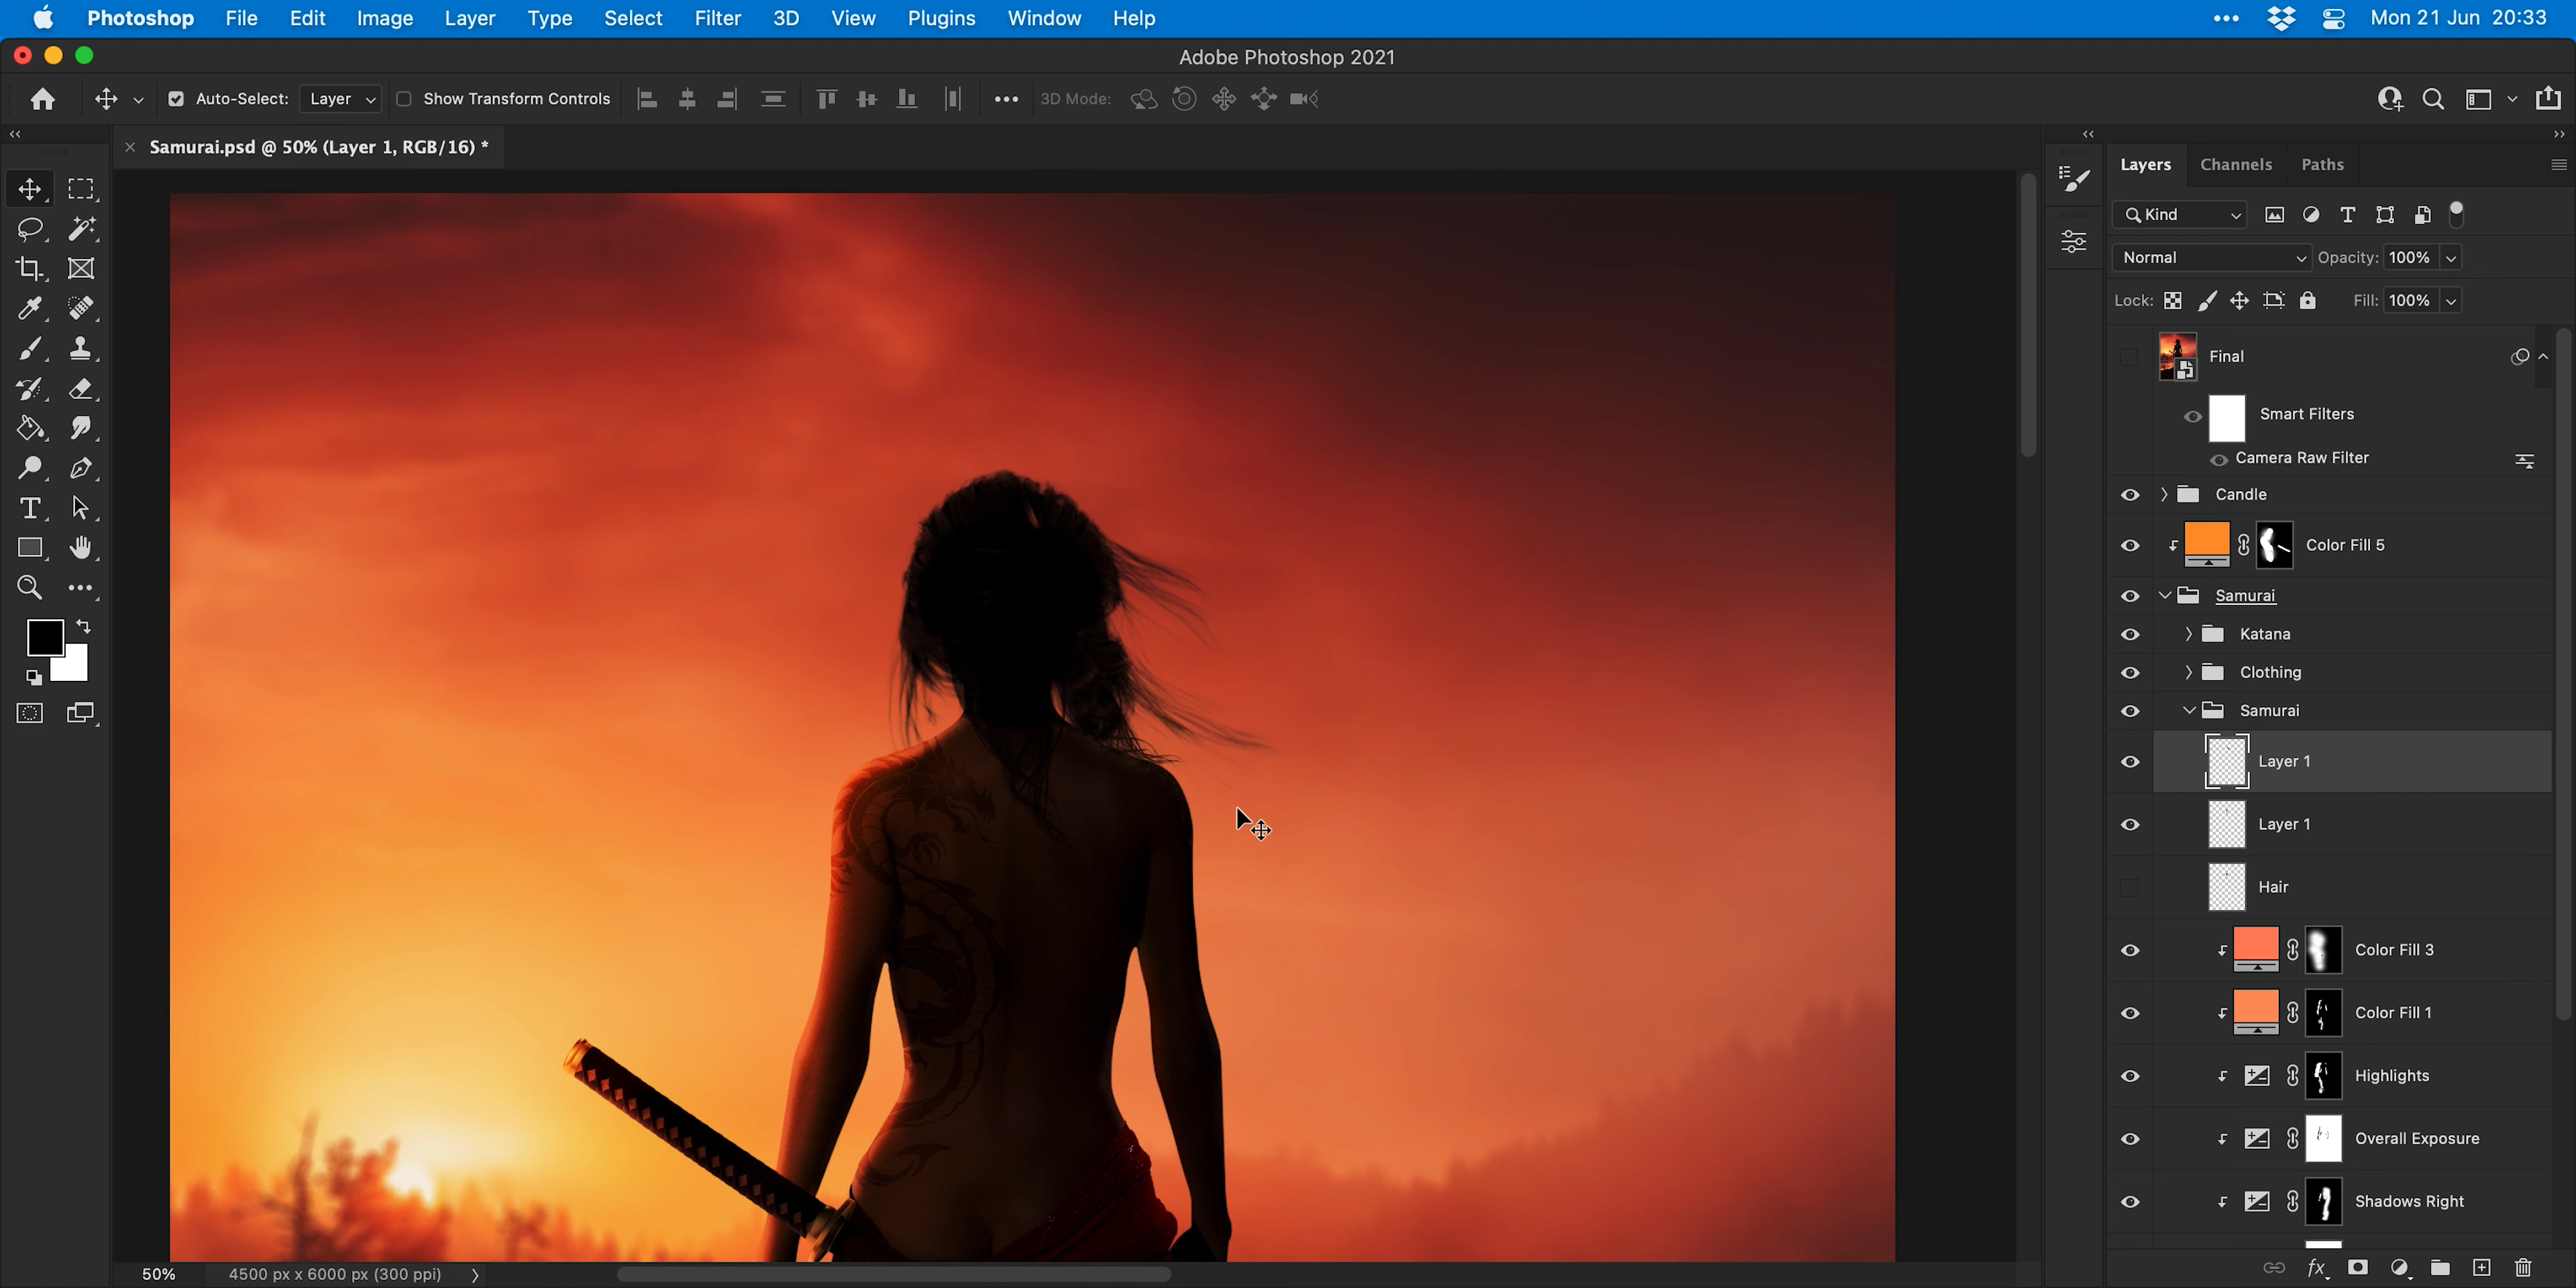 Photoshop File Edit Image Layer Type Select Filter 3D View Plugins Window Help Mon 21 Jun 20:33
Adobe Photoshop 2021
Auto-Select: Layer Show Transform Controls 3D Mode:
Samurai.psd @ 50% (Layer 1, RGB/16) *
Layers Channels Paths
Kind
Normal Opacity: 100%
Lock: Fill: 100%
Final
Smart Filters
Camera Raw Filter
Candle
Color Fill 5
Samurai
Katana
Clothing
Samurai
Layer 1
Layer 1
Hair
Color Fill 3
Color Fill 1
Highlights
Overall Exposure
Shadows Right
50% 4500 px x 6000 px (300 ppi)
fx